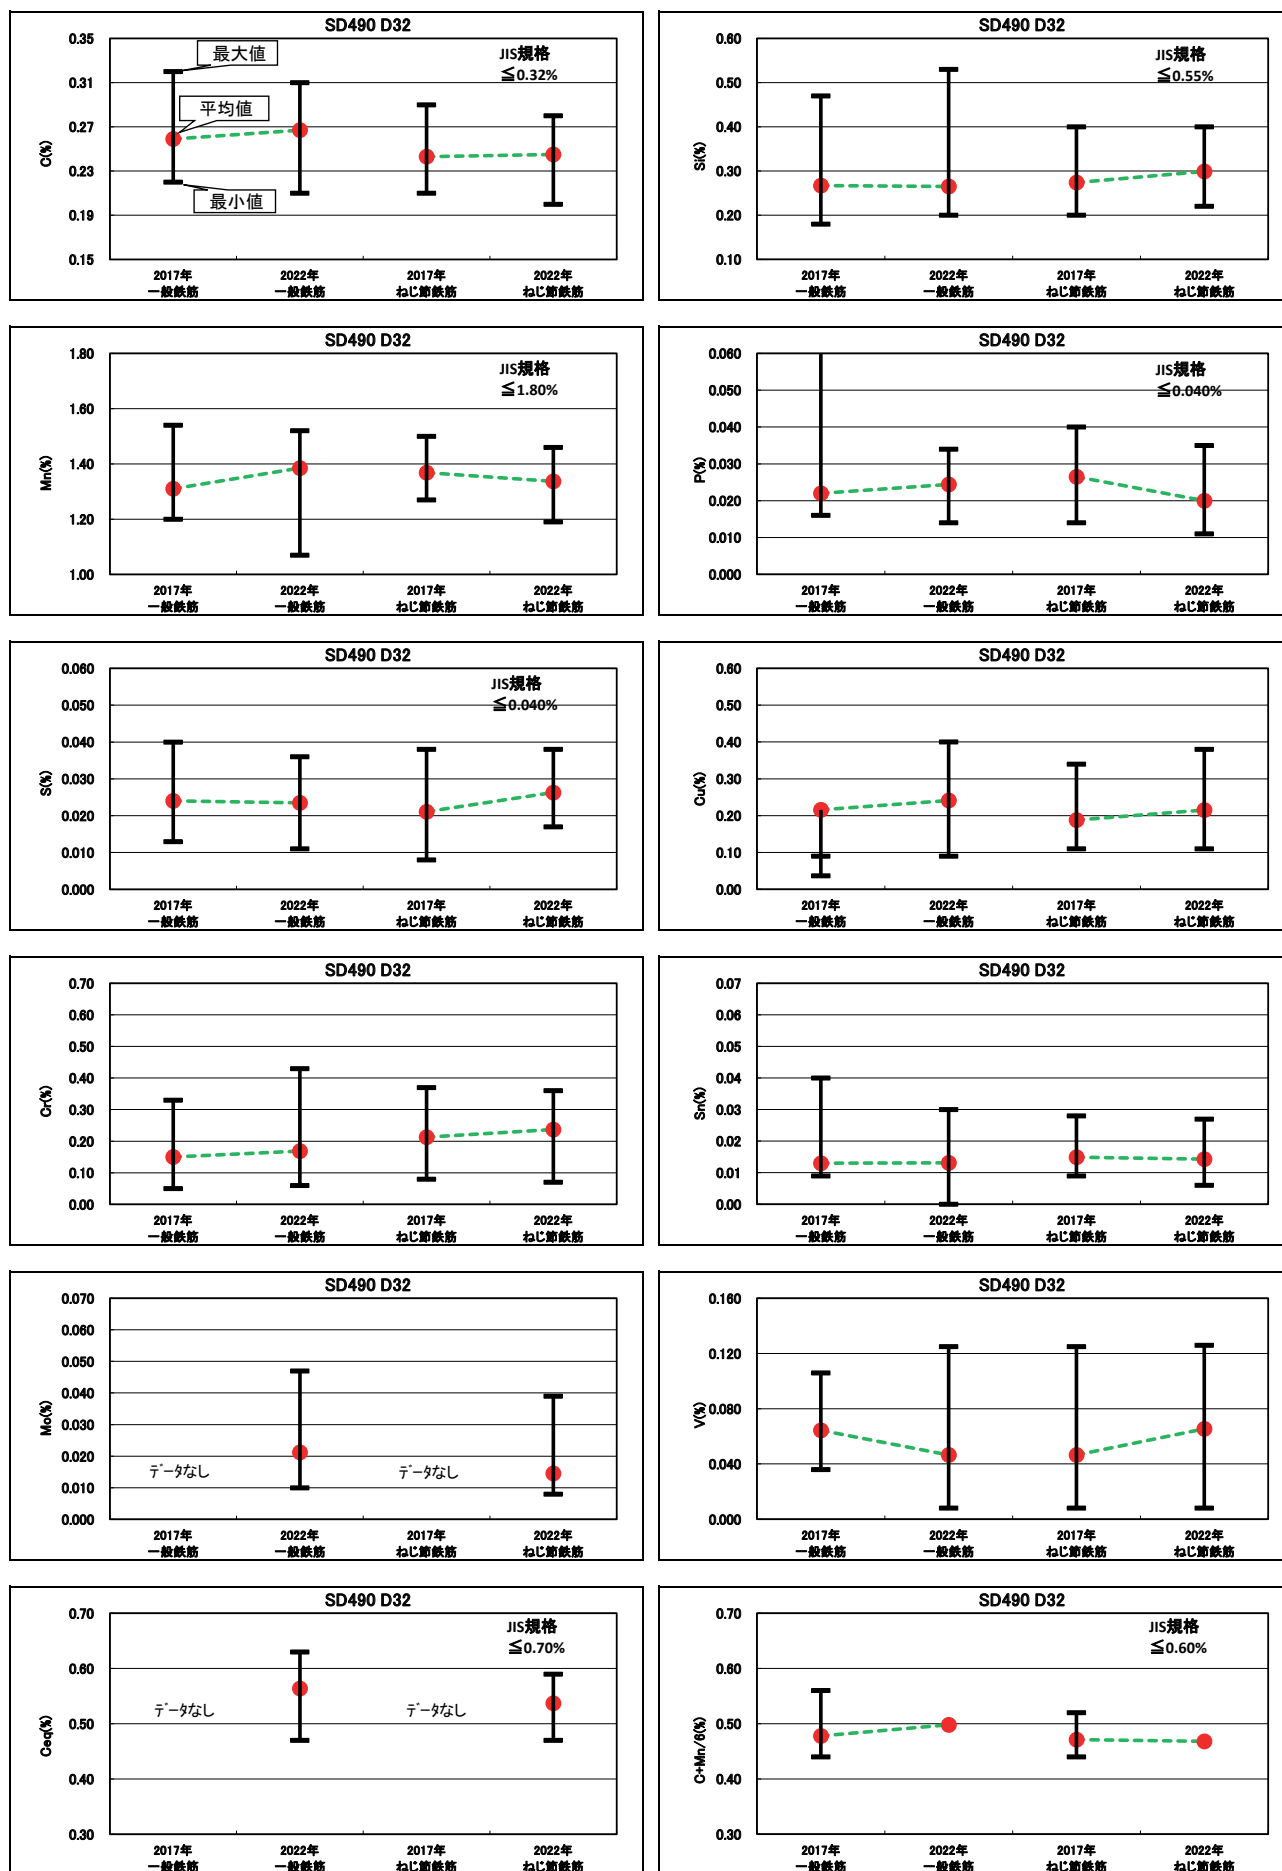 SD490 D32
JIS規格
≦0.32%
最大値
平均値
最小値
C(%)
0.35
0.31
0.27
0.23
0.19
0.15
2017年
一般鉄筋
2022年
一般鉄筋
2017年
ねじ節鉄筋
2022年
ねじ節鉄筋
SD490 D32
JIS規格
≦0.55%
Si(%)
0.60
0.50
0.40
0.30
0.20
0.10
2017年
一般鉄筋
2022年
一般鉄筋
2017年
ねじ節鉄筋
2022年
ねじ節鉄筋
SD490 D32
JIS規格
≦1.80%
Mn(%)
1.80
1.60
1.40
1.20
1.00
2017年
一般鉄筋
2022年
一般鉄筋
2017年
ねじ節鉄筋
2022年
ねじ節鉄筋
SD490 D32
JIS規格
≦0.040%
P(%)
0.060
0.050
0.040
0.030
0.020
0.010
0.000
2017年
一般鉄筋
2022年
一般鉄筋
2017年
ねじ節鉄筋
2022年
ねじ節鉄筋
SD490 D32
JIS規格
≦0.040%
S(%)
0.060
0.050
0.040
0.030
0.020
0.010
0.000
2017年
一般鉄筋
2022年
一般鉄筋
2017年
ねじ節鉄筋
2022年
ねじ節鉄筋
SD490 D32
Cu(%)
0.60
0.50
0.40
0.30
0.20
0.10
0.00
2017年
一般鉄筋
2022年
一般鉄筋
2017年
ねじ節鉄筋
2022年
ねじ節鉄筋
SD490 D32
Cr(%)
0.70
0.60
0.50
0.40
0.30
0.20
0.10
0.00
2017年
一般鉄筋
2022年
一般鉄筋
2017年
ねじ節鉄筋
2022年
ねじ節鉄筋
SD490 D32
Sn(%)
0.07
0.06
0.05
0.04
0.03
0.02
0.01
0.00
2017年
一般鉄筋
2022年
一般鉄筋
2017年
ねじ節鉄筋
2022年
ねじ節鉄筋
SD490 D32
Mo(%)
0.070
0.060
0.050
0.040
0.030
0.020
0.010
0.000
データなし
データなし
2017年
一般鉄筋
2022年
一般鉄筋
2017年
ねじ節鉄筋
2022年
ねじ節鉄筋
SD490 D32
V(%)
0.160
0.120
0.080
0.040
0.000
2017年
一般鉄筋
2022年
一般鉄筋
2017年
ねじ節鉄筋
2022年
ねじ節鉄筋
SD490 D32
JIS規格
≦0.70%
Ceq(%)
0.70
0.60
0.50
0.40
0.30
データなし
データなし
2017年
一般鉄筋
2022年
一般鉄筋
2017年
ねじ節鉄筋
2022年
ねじ節鉄筋
SD490 D32
JIS規格
≦0.60%
C+Mn/6(%)
0.70
0.60
0.50
0.40
0.30
2017年
一般鉄筋
2022年
一般鉄筋
2017年
ねじ節鉄筋
2022年
ねじ節鉄筋